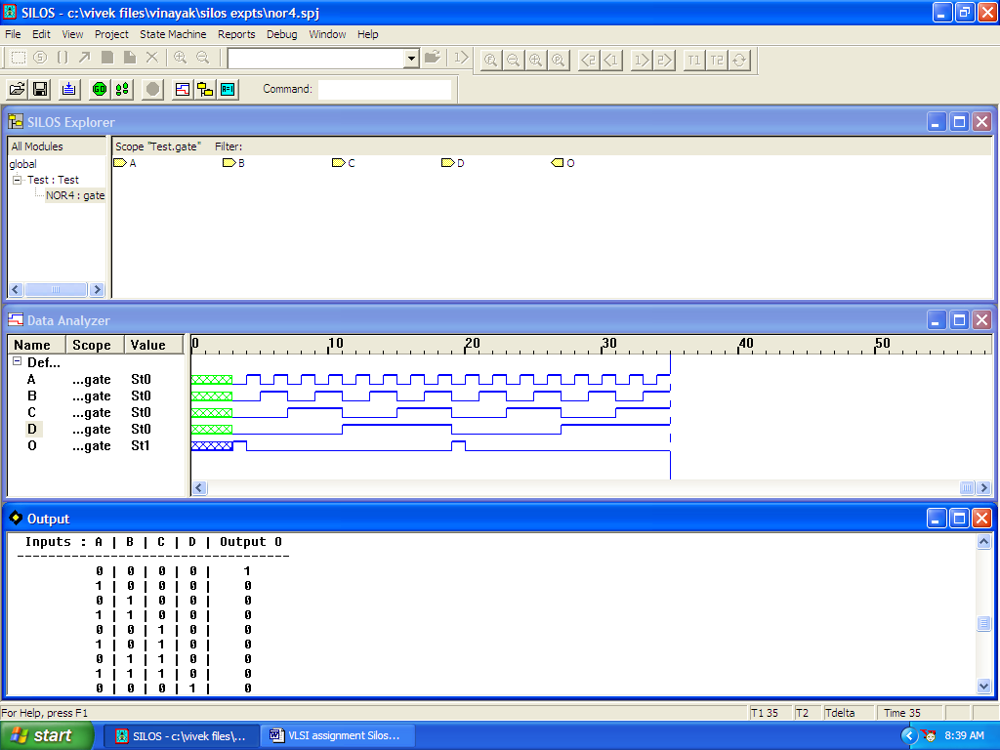 SILOS - c:\vivek files\vinayak\silos expts\nor4.spj
File Edit View Project State Machine Reports Debug Window Help
Command:
SILOS Explorer
All Modules Scope "Test.gate" Filter:
global A B C D O
Test : Test
NOR4 : gate
Data Analyzer
Name Scope Value 0 10 20 30 40 50
Def...
A ...gate St0
B ...gate St0
C ...gate St0
D ...gate St0
O ...gate St1
Output
Inputs : A | B | C | D | Output O
-----------------------------------
0 | 0 | 0 | 0 | 1
1 | 0 | 0 | 0 | 0
0 | 1 | 0 | 0 | 0
1 | 1 | 0 | 0 | 0
0 | 0 | 1 | 0 | 0
1 | 0 | 1 | 0 | 0
0 | 1 | 1 | 0 | 0
1 | 1 | 1 | 0 | 0
0 | 0 | 0 | 1 | 0
For Help, press F1 T1 35 T2 Tdelta Time 35
start SILOS - c:\vivek files\... VLSI assignment Silos... 8:39 AM